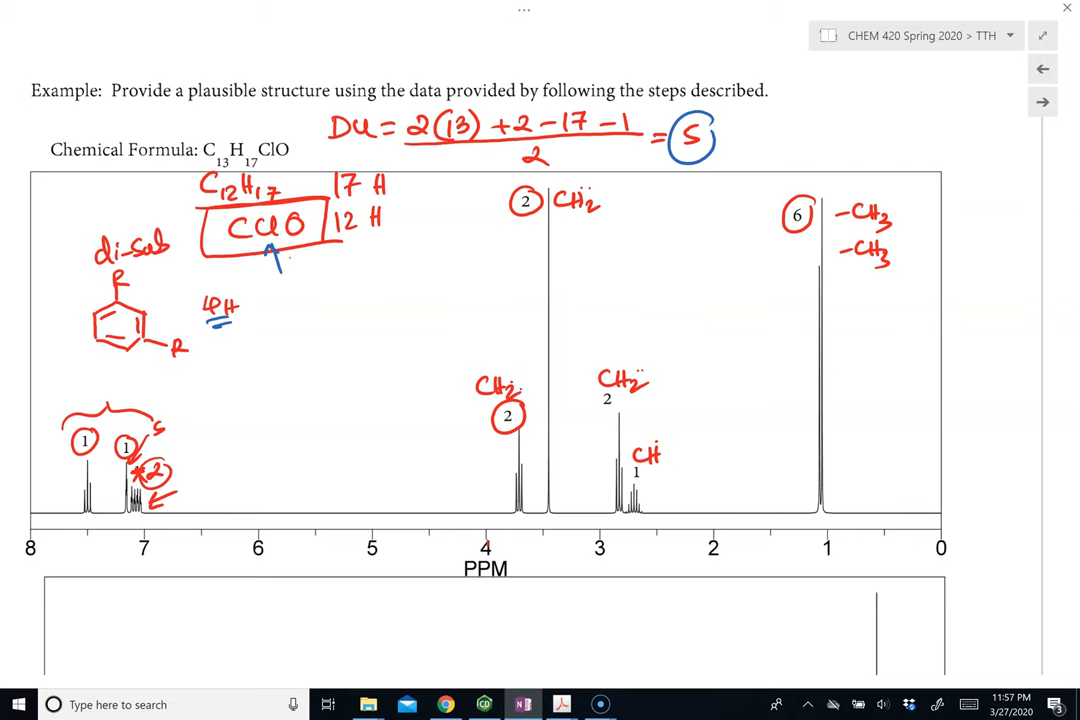 CHEM 420 Spring 2020 > TTH
Example: Provide a plausible structure using the data provided by following the steps described.
DU = 2(13) + 2 - 17 - 1 = 5
2
Chemical Formula: C13H17ClO
C12H17 17 H
CClO 12 H
di-sub
R
R
4H
2 CH2
6 -CH3
-CH3
CH2
2
CH2
2
CH
1
1
1 s
*2
8 7 6 5 4 3 2 1 0
PPM
Type here to search
11:57 PM
3/27/2020
3